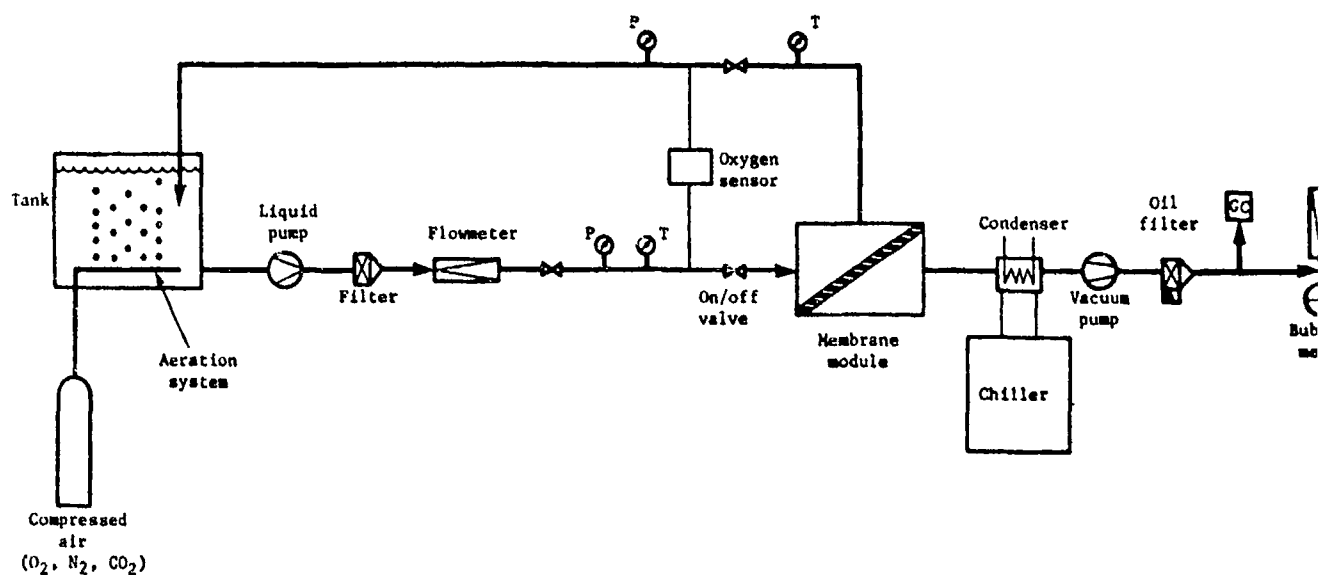 P
T
Tank
Liquid
pump
Filter
Flowmeter
P
T
Oxygen
sensor
On/off
valve
Membrane
module
Condenser
Chiller
Vacuum
pump
Oil
filter
GC
Aeration
system
Compressed
air
(O₂, N₂, CO₂)